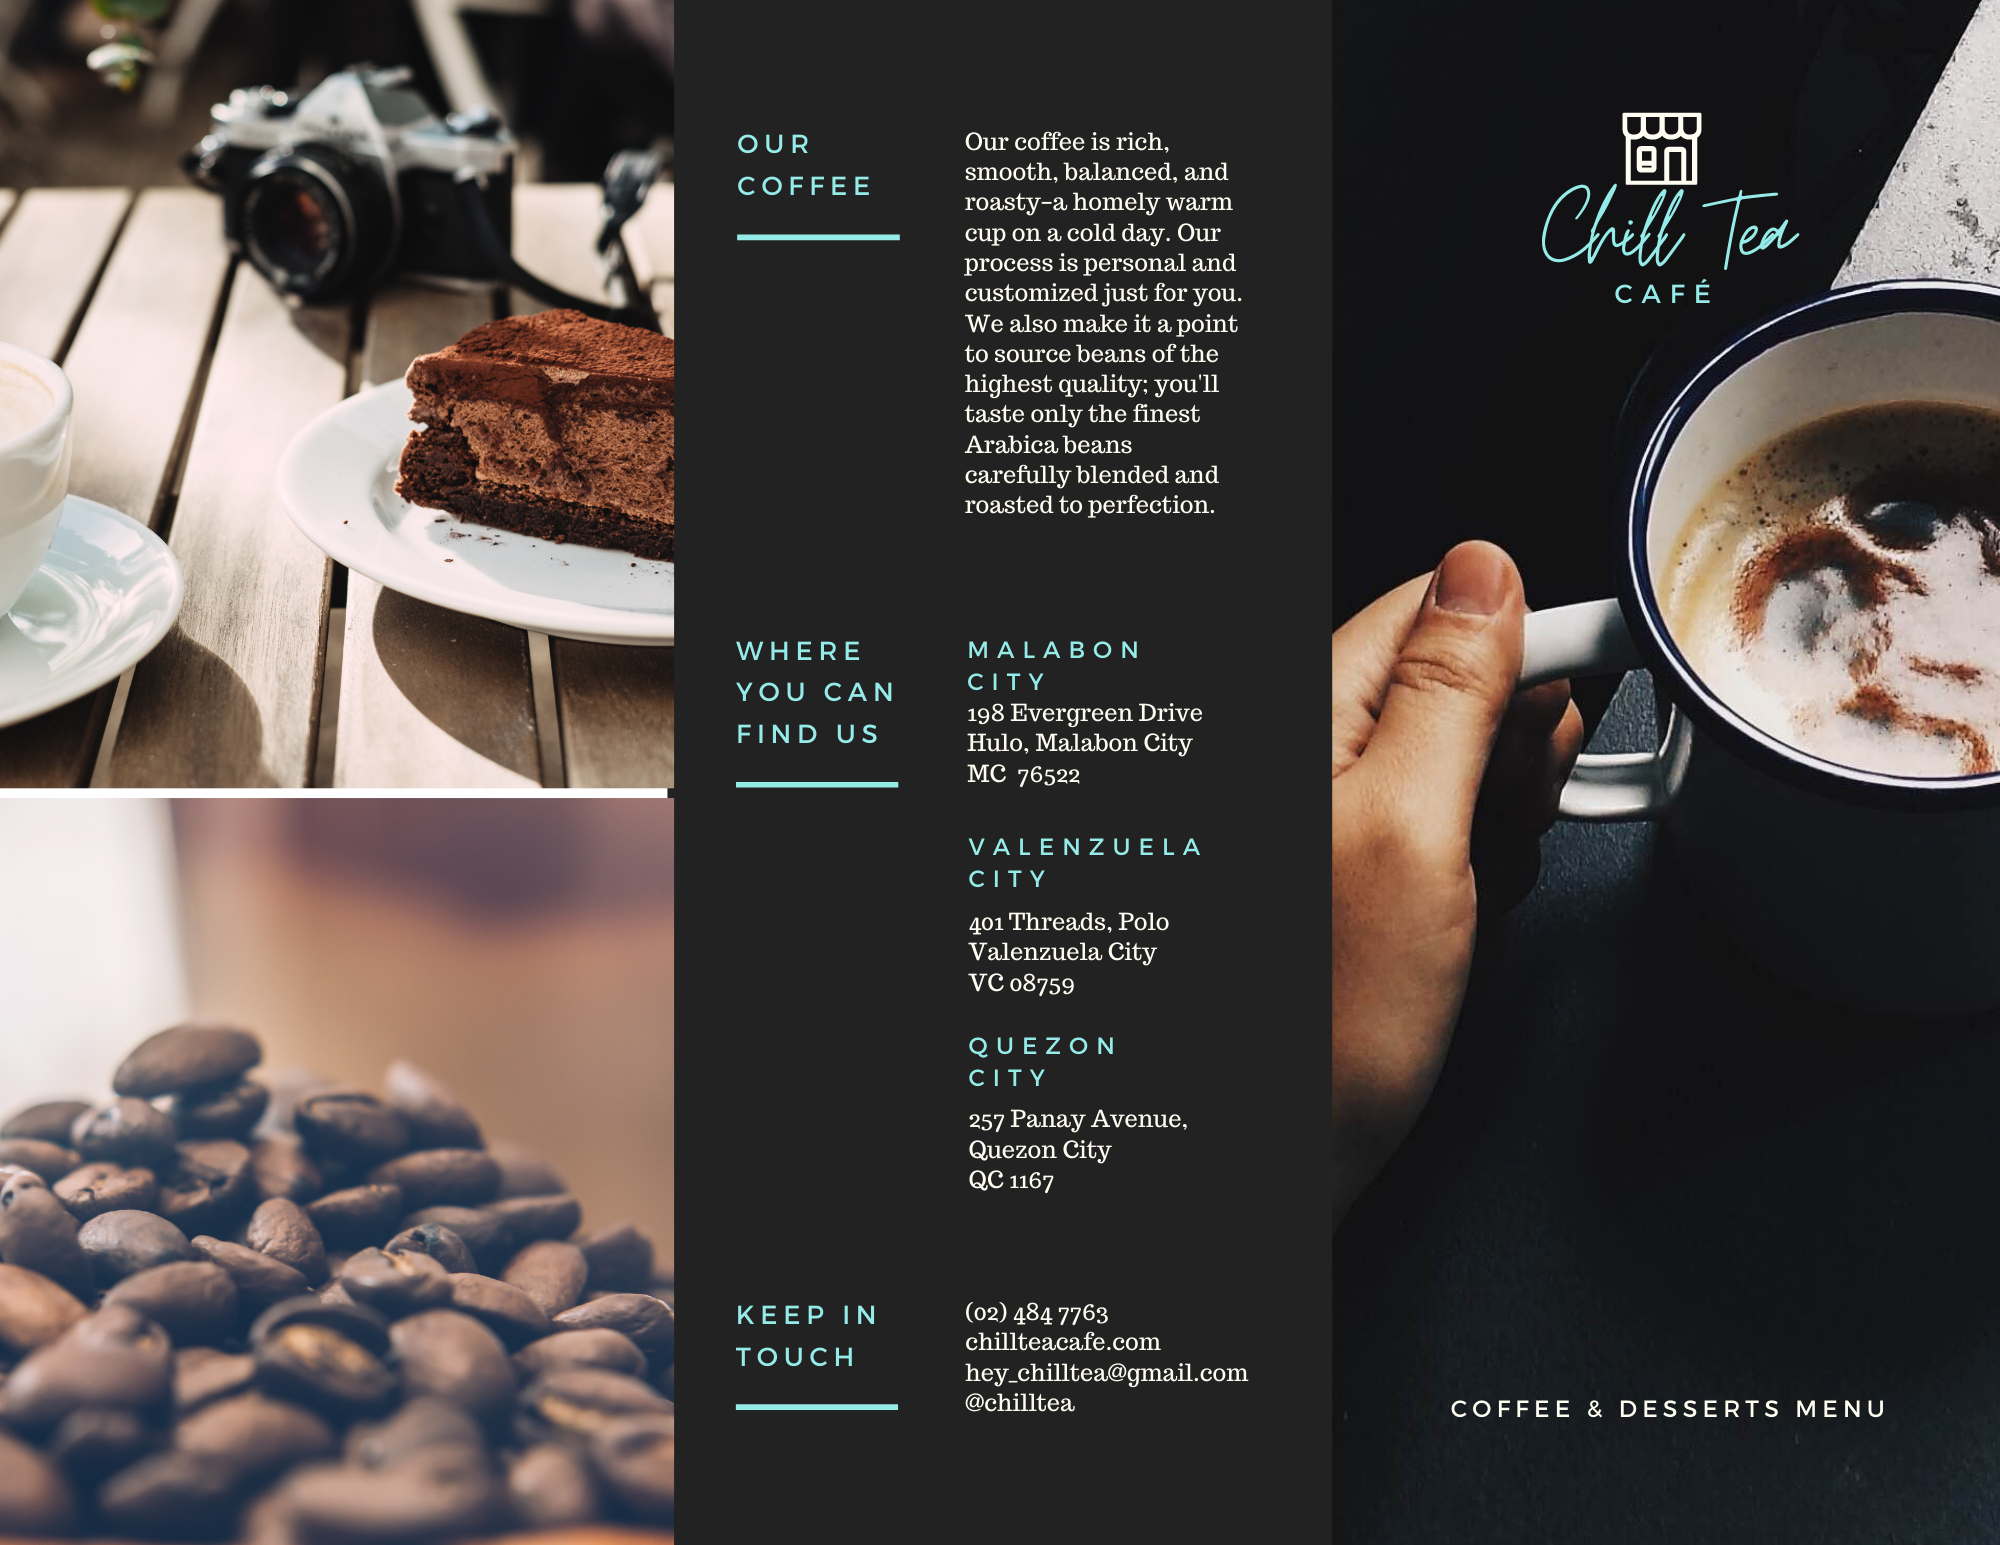 OUR
COFFEE
Our coffee is rich,
smooth, balanced, and
roasty–a homely warm
cup on a cold day. Our
process is personal and
customized just for you.
We also make it a point
to source beans of the
highest quality; you'll
taste only the finest
Arabica beans
carefully blended and
roasted to perfection.
WHERE
YOU CAN
FIND US
MALABON
CITY
198 Evergreen Drive
Hulo, Malabon City
MC 76522
VALENZUELA
CITY
401 Threads, Polo
Valenzuela City
VC 08759
QUEZON
CITY
257 Panay Avenue,
Quezon City
QC 1167
KEEP IN
TOUCH
(02) 484 7763
chillteacafe.com
hey_chilltea@gmail.com
@chilltea
Chill Tea
CAFÉ
COFFEE & DESSERTS MENU